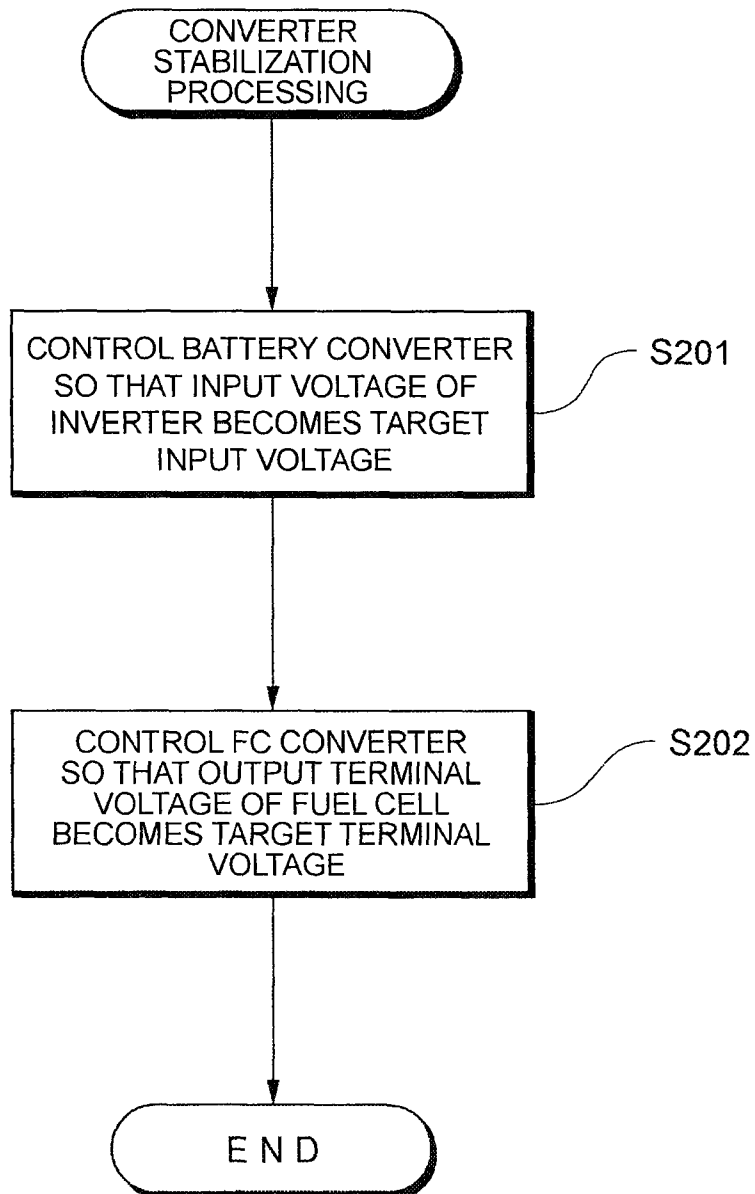 CONVERTER
STABILIZATION
PROCESSING
CONTROL BATTERY CONVERTER
SO THAT INPUT VOLTAGE OF
INVERTER BECOMES TARGET
INPUT VOLTAGE
S201
CONTROL FC CONVERTER
SO THAT OUTPUT TERMINAL
VOLTAGE OF FUEL CELL
BECOMES TARGET TERMINAL
VOLTAGE
S202
END